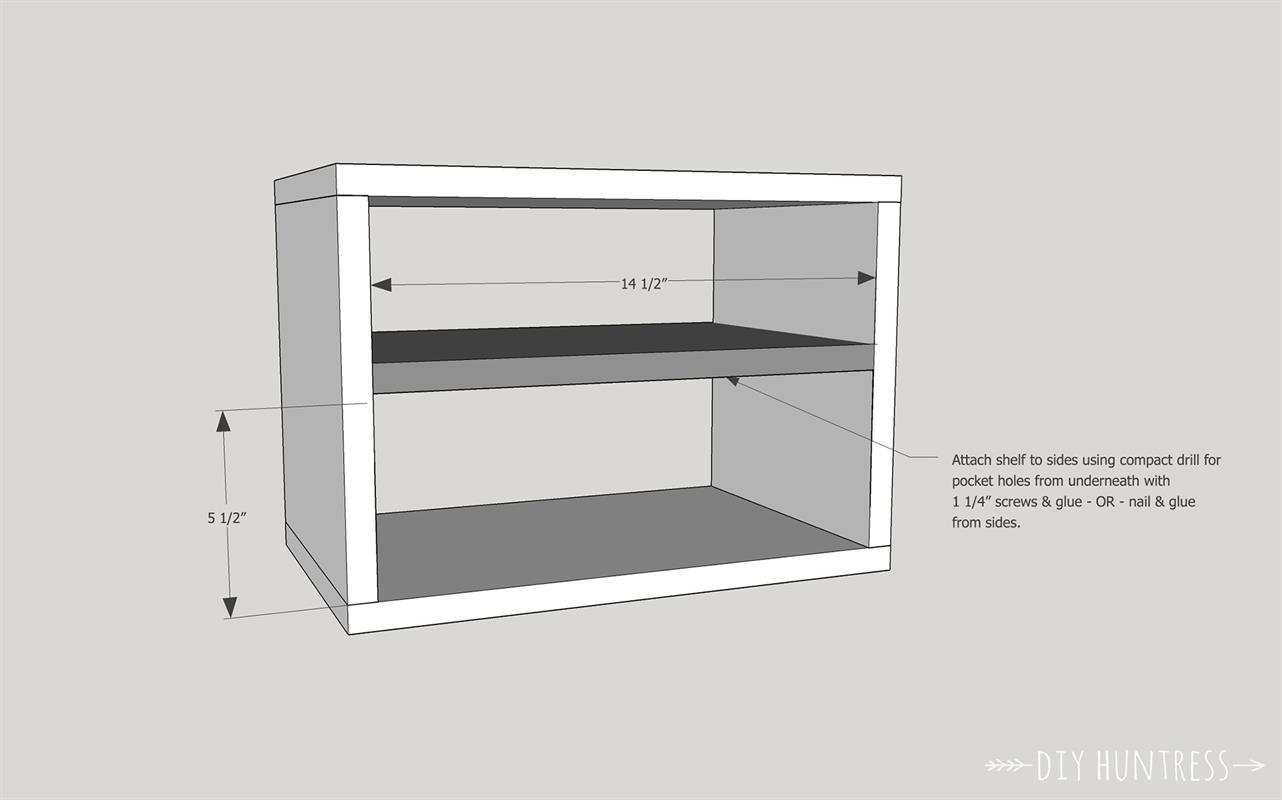 14 1/2”
5 1/2”
Attach shelf to sides using compact drill for
pocket holes from underneath with
1 1/4” screws & glue - OR - nail & glue
from sides.
DIY HUNTRESS